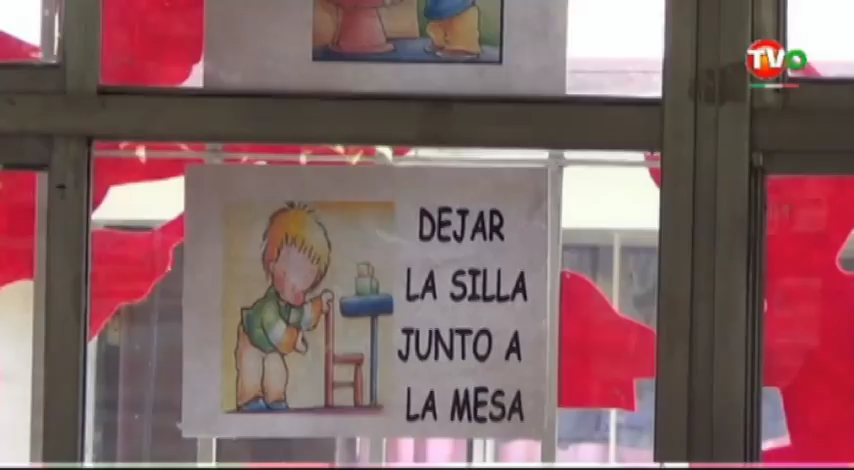 TVO
DEJAR
LA SILLA
JUNTO A
LA MESA